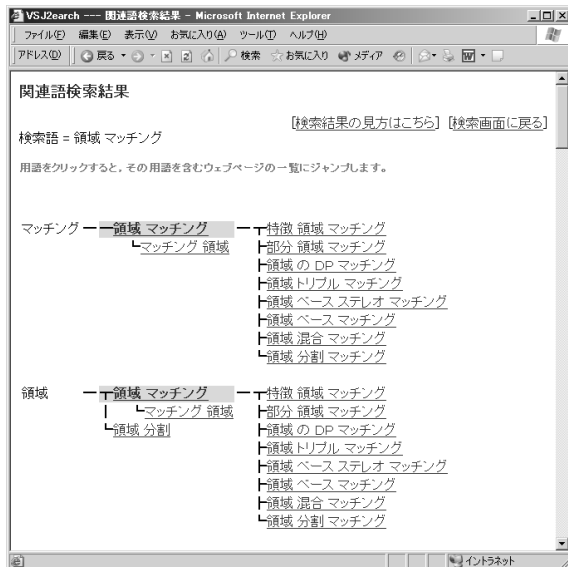 VSJ2earch --- 関連語検索結果 - Microsoft Internet Explorer
ファイル(F) 編集(E) 表示(V) お気に入り(A) ツール(T) ヘルプ(H)
アドレス(D) 戻る 検索 お気に入り メディア
関連語検索結果
[検索結果の見方はこちら] [検索画面に戻る]
検索語 = 領域 マッチング
用語をクリックすると，その用語を含むウェブページの一覧にジャンプします。
マッチング 領域 マッチング 特徴 領域 マッチング
マッチング 領域 部分 領域 マッチング
領域 の DP マッチング
領域 トリプル マッチング
領域 ベース ステレオ マッチング
領域 ベース マッチング
領域 混合 マッチング
領域 分割 マッチング
領域 領域 マッチング 特徴 領域 マッチング
マッチング 領域 部分 領域 マッチング
領域 分割 領域 の DP マッチング
領域 トリプル マッチング
領域 ベース ステレオ マッチング
領域 ベース マッチング
領域 混合 マッチング
領域 分割 マッチング
イントラネット